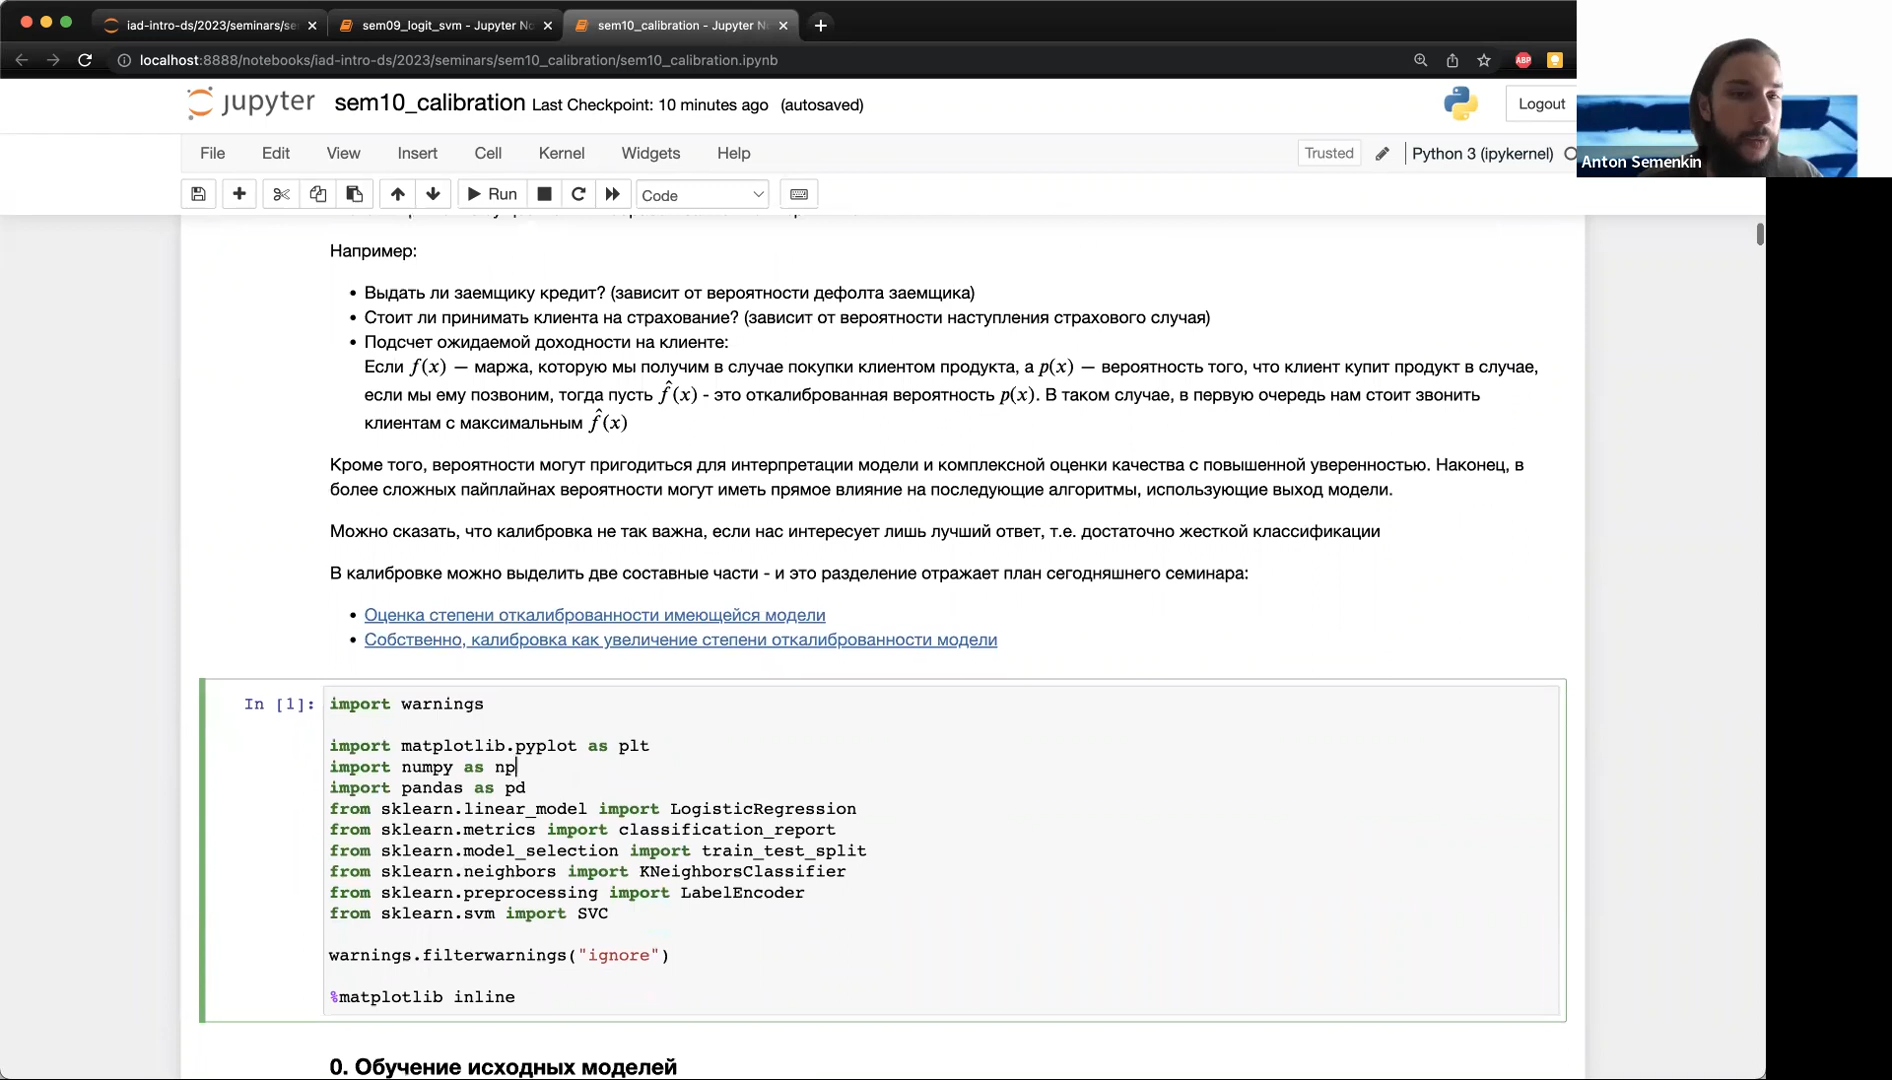 iad-intro-ds/2023/seminars/se
sem09_logit_svm - Jupyter No
sem10_calibration - Jupyter N
localhost:8888/notebooks/iad-intro-ds/2023/seminars/sem10_calibration/sem10_calibration.ipynb
ABP
jupyter sem10_calibration Last Checkpoint: 10 minutes ago (autosaved)
Logout
Anton Semenkin
File Edit View Insert Cell Kernel Widgets Help
Trusted
Python 3 (ipykernel)
Run
Code
Например:
• Выдать ли заемщику кредит? (зависит от вероятности дефолта заемщика)
• Стоит ли принимать клиента на страхование? (зависит от вероятности наступления страхового случая)
• Подсчет ожидаемой доходности на клиенте:
Если f(x) — маржа, которую мы получим в случае покупки клиентом продукта, а p(x) — вероятность того, что клиент купит продукт в случае,
если мы ему позвоним, тогда пусть f̂(x) - это откалиброванная вероятность p(x). В таком случае, в первую очередь нам стоит звонить
клиентам с максимальным f̂(x)
Кроме того, вероятности могут пригодиться для интерпретации модели и комплексной оценки качества с повышенной уверенностью. Наконец, в
более сложных пайплайнах вероятности могут иметь прямое влияние на последующие алгоритмы, использующие выход модели.
Можно сказать, что калибровка не так важна, если нас интересует лишь лучший ответ, т.е. достаточно жесткой классификации
В калибровке можно выделить две составные части - и это разделение отражает план сегодняшнего семинара:
• Оценка степени откалиброванности имеющейся модели
• Собственно, калибровка как увеличение степени откалиброванности модели
In [1]: import warnings
import matplotlib.pyplot as plt
import numpy as np
import pandas as pd
from sklearn.linear_model import LogisticRegression
from sklearn.metrics import classification_report
from sklearn.model_selection import train_test_split
from sklearn.neighbors import KNeighborsClassifier
from sklearn.preprocessing import LabelEncoder
from sklearn.svm import SVC
warnings.filterwarnings("ignore")
%matplotlib inline
0. Обучение исходных моделей